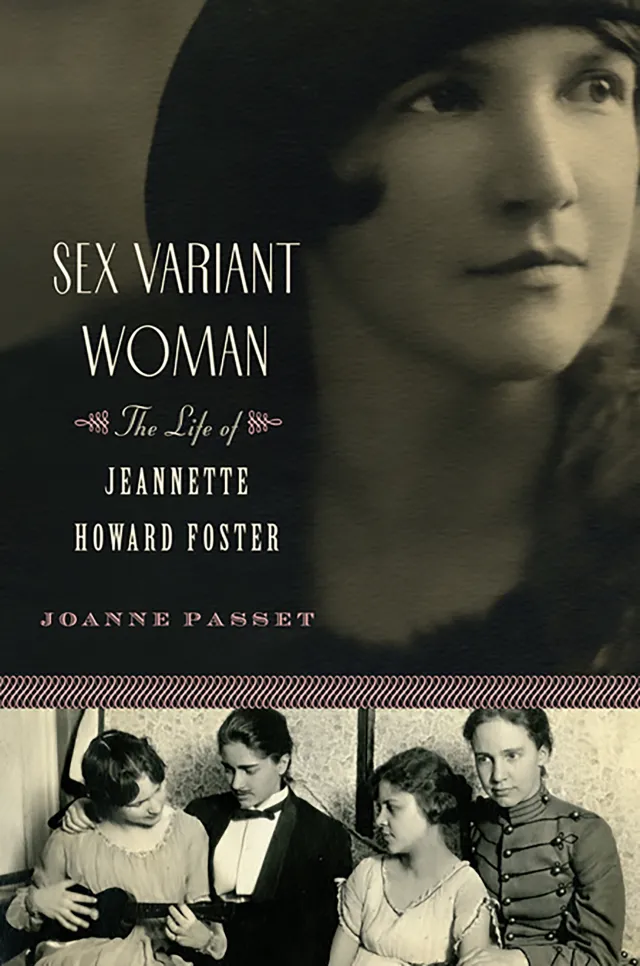 SEX VARIANT
WOMAN
The Life of
JEANNETTE
HOWARD FOSTER
JOANNE PASSET